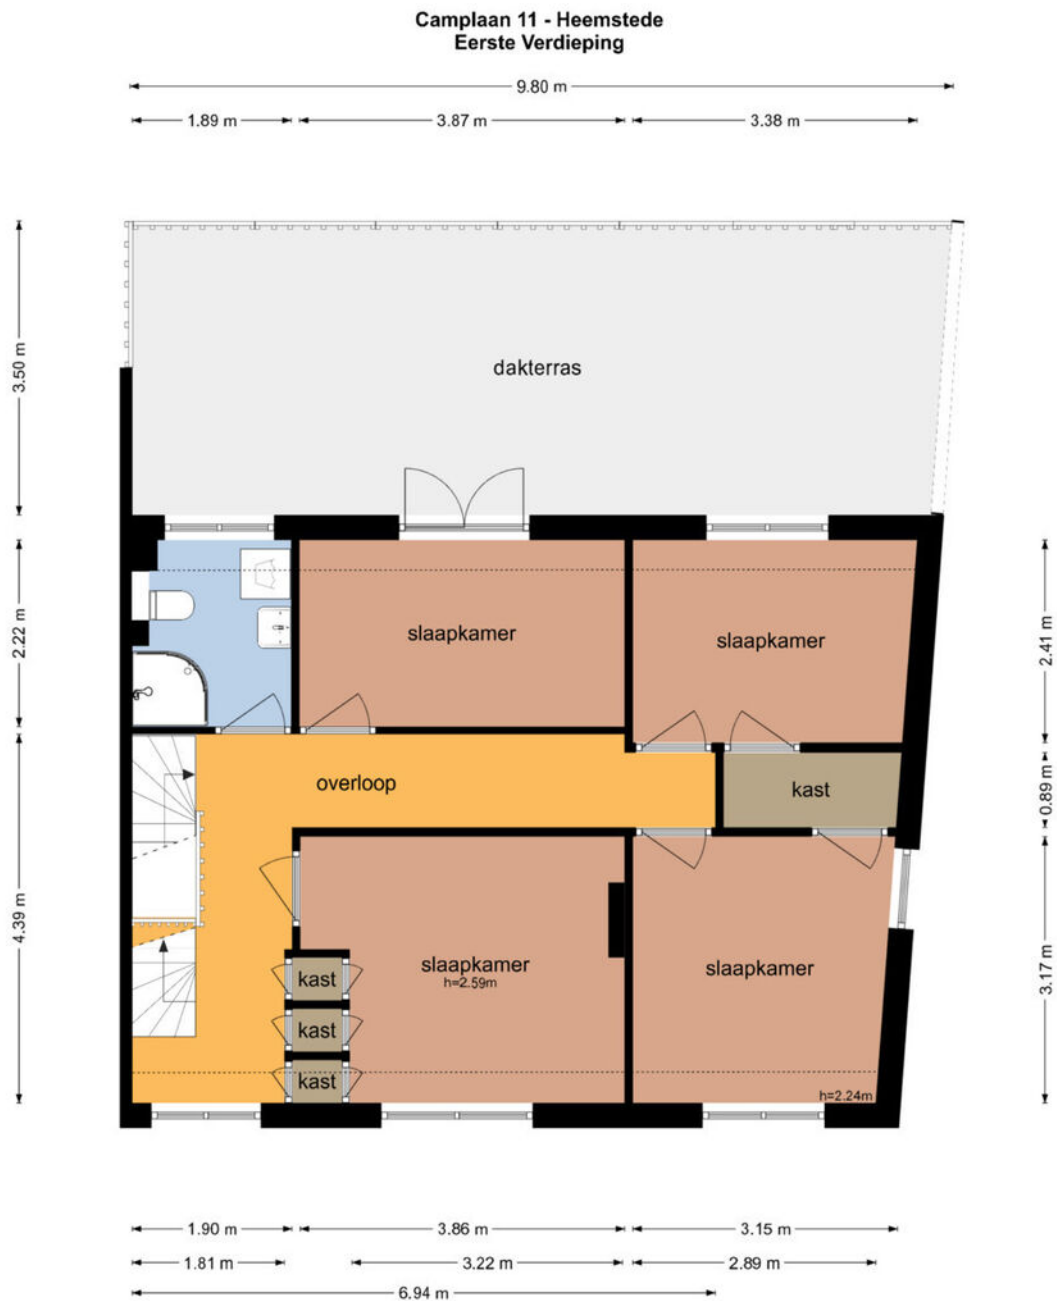 Camplaan 11 - Heemstede
Eerste Verdieping
9.80 m
1.89 m
3.87 m
3.38 m
3.50 m
dakterras
2.22 m
slaapkamer
slaapkamer
2.41 m
overloop
kast
0.89 m
4.39 m
slaapkamer
h=2.59m
slaapkamer
3.17 m
kast
kast
kast
h=2.24m
1.90 m
3.86 m
3.15 m
1.81 m
3.22 m
2.89 m
6.94 m